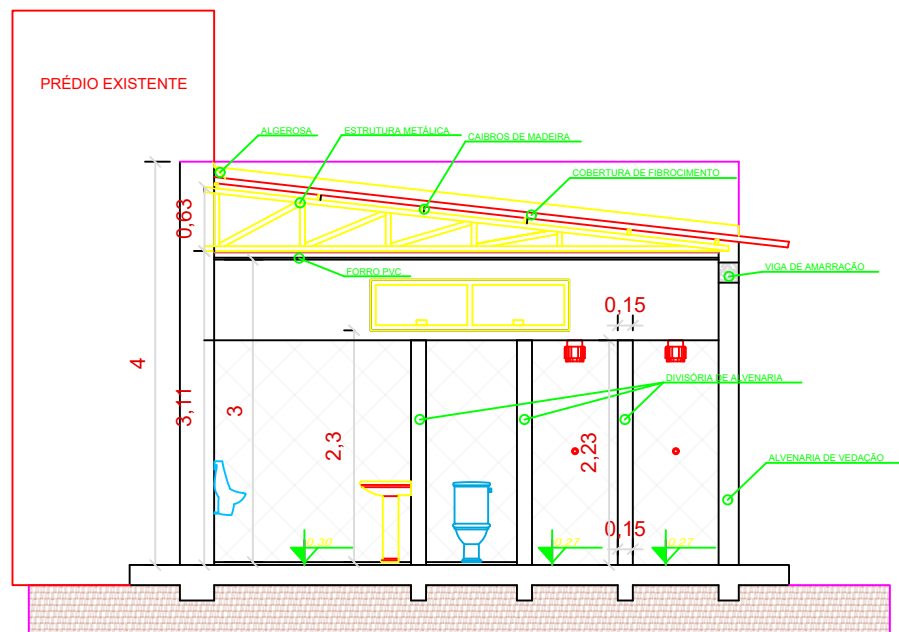 PRÉDIO EXISTENTE
ALGEROSA
ESTRUTURA METÁLICA
CAIBROS DE MADEIRA
COBERTURA DE FIBROCIMENTO
0,63
FORRO PVC
VIGA DE AMARRAÇÃO
0,15
4
3,11
3
2,3
2,23
DIVISÓRIA DE ALVENARIA
ALVENARIA DE VEDAÇÃO
0,15
0,30
0,27
0,27